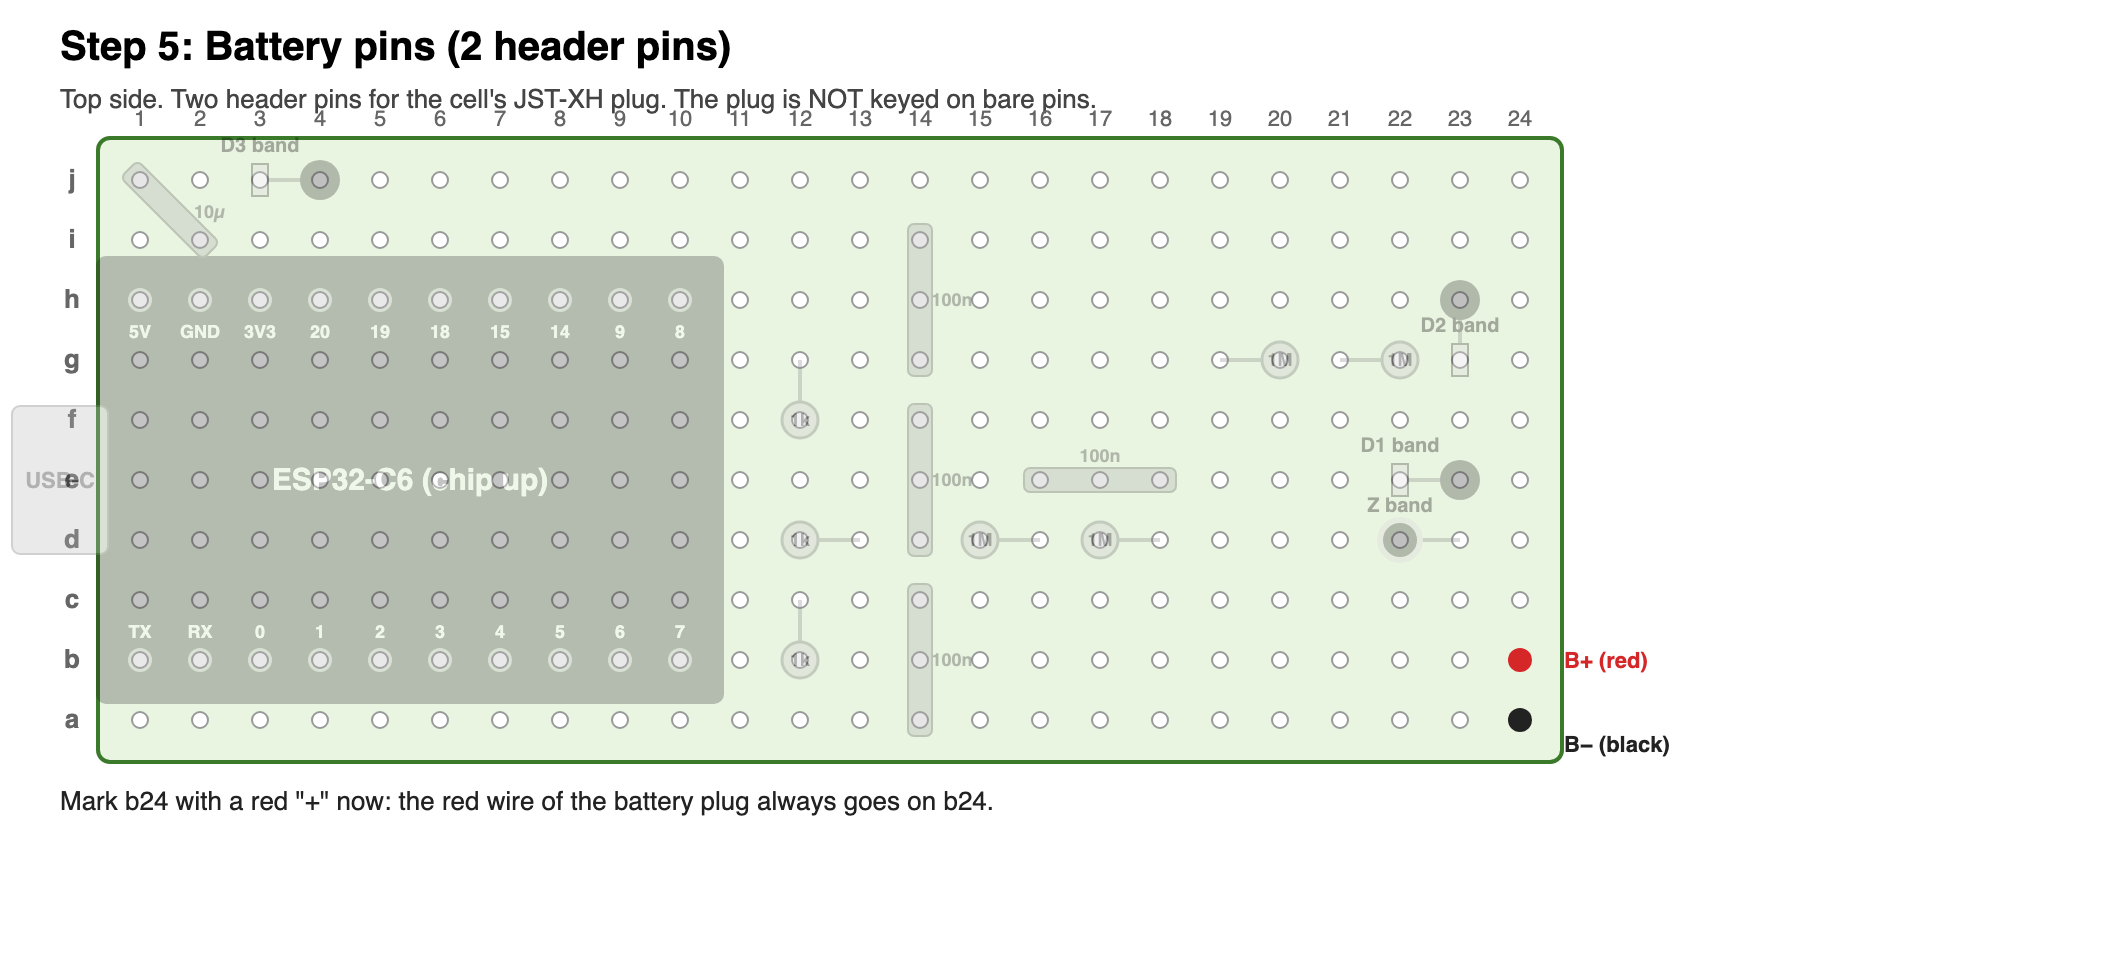 Step 5: Battery pins (2 header pins)
Top side. Two header pins for the cell's JST-XH plug. The plug is NOT keyed on bare pins.
1 2 3 4 5 6 7 8 9 10 11 12 13 14 15 16 17 18 19 20 21 22 23 24
D3 band
j
10µ
i
h 100n
5V GND 3V3 20 19 18 15 14 9 8 D2 band
g 1M 1M
f 1k
D1 band
100n
USB-C e ESP32-C6 (chip up) 100n
Z band
d 1k 1M 1M
c
TX RX 0 1 2 3 4 5 6 7
b 1k 100n B+ (red)
a
B− (black)
Mark b24 with a red "+" now: the red wire of the battery plug always goes on b24.